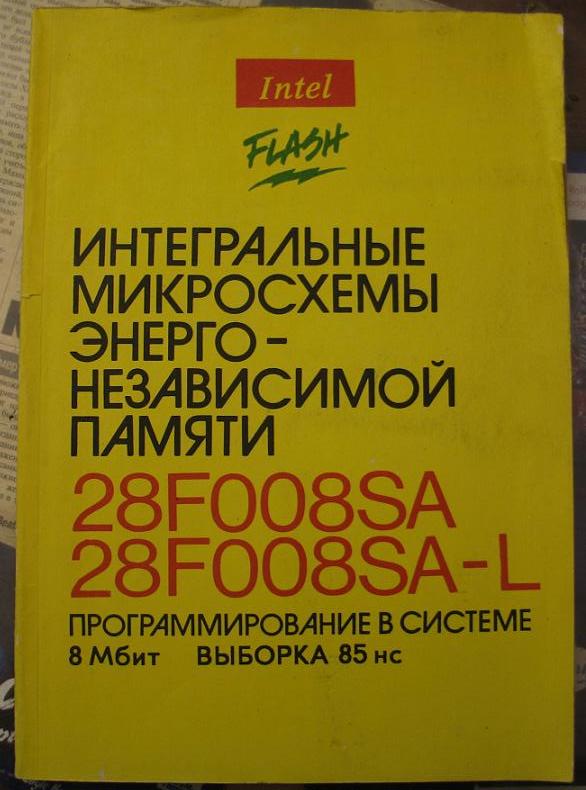 Intel
FLASH
ИНТЕГРАЛЬНЫЕ
МИКРОСХЕМЫ
ЭНЕРГО-
НЕЗАВИСИМОЙ
ПАМЯТИ
28F008SA
28F008SA-L
ПРОГРАММИРОВАНИЕ В СИСТЕМЕ
8 Мбит ВЫБОРКА 85 нс